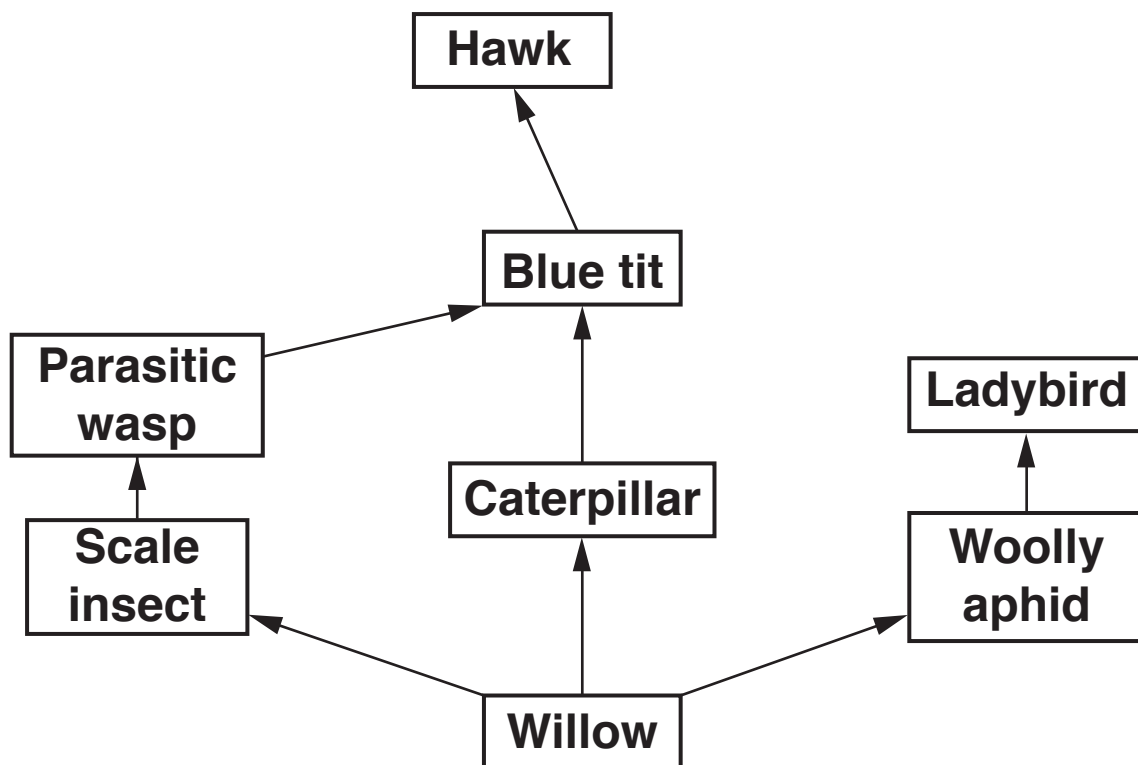 Hawk
Blue tit
Parasitic
wasp
Ladybird
Caterpillar
Scale
insect
Woolly
aphid
Willow